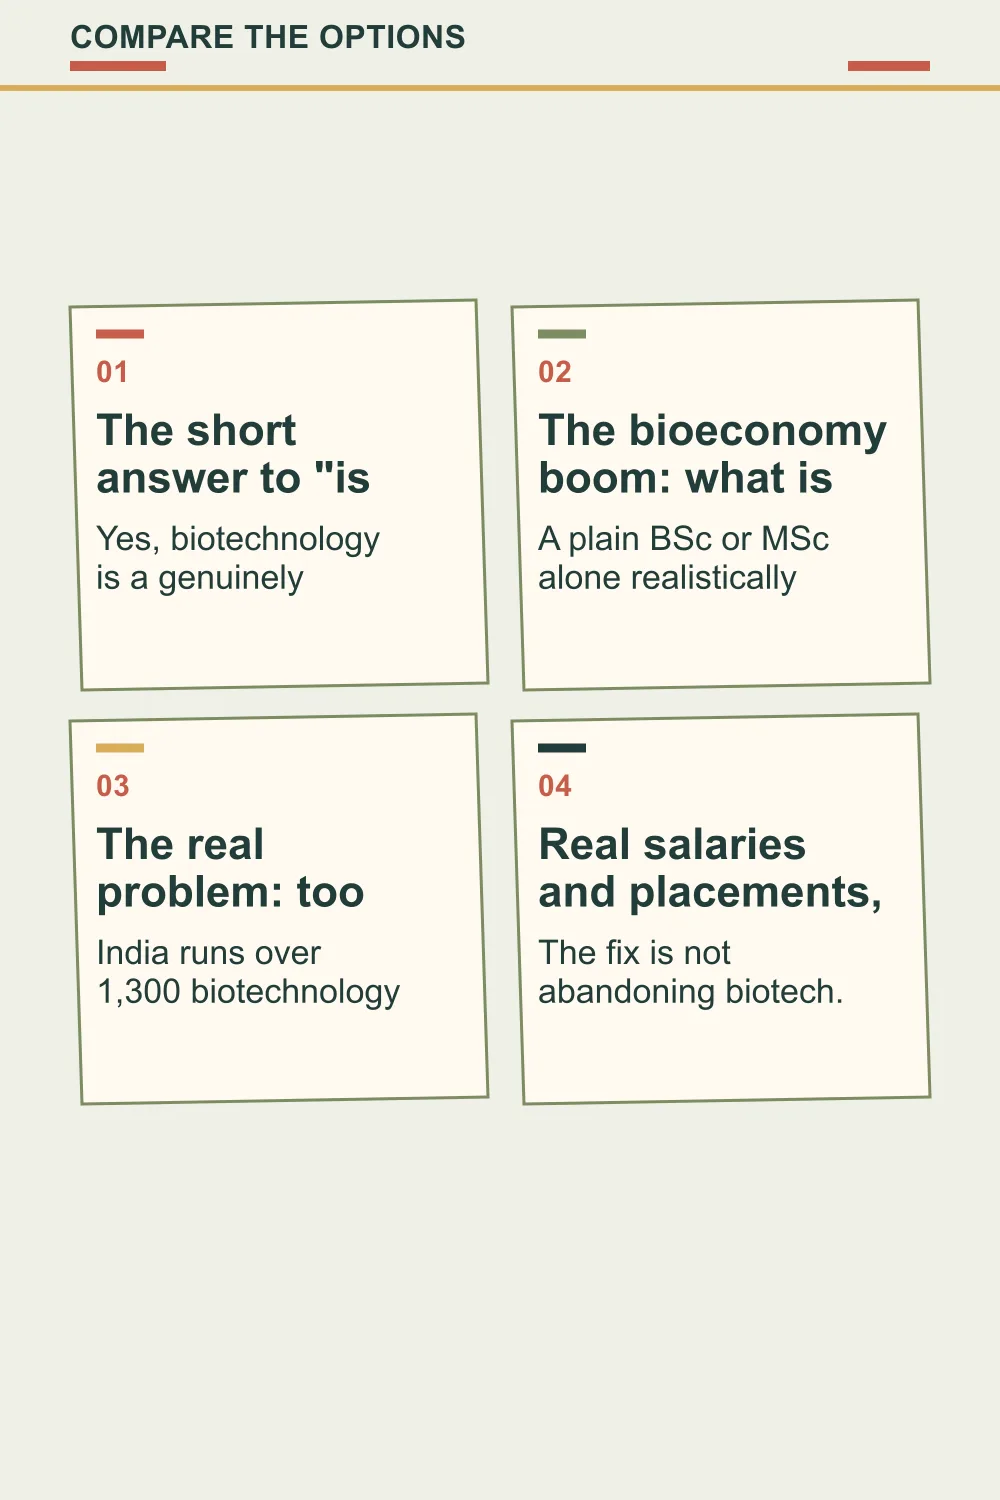 COMPARE THE OPTIONS
01
The short
answer to "is
Yes, biotechnology
is a genuinely
02
The bioeconomy
boom: what is
A plain BSc or MSc
alone realistically
03
The real
problem: too
India runs over
1,300 biotechnology
04
Real salaries
and placements,
The fix is not
abandoning biotech.